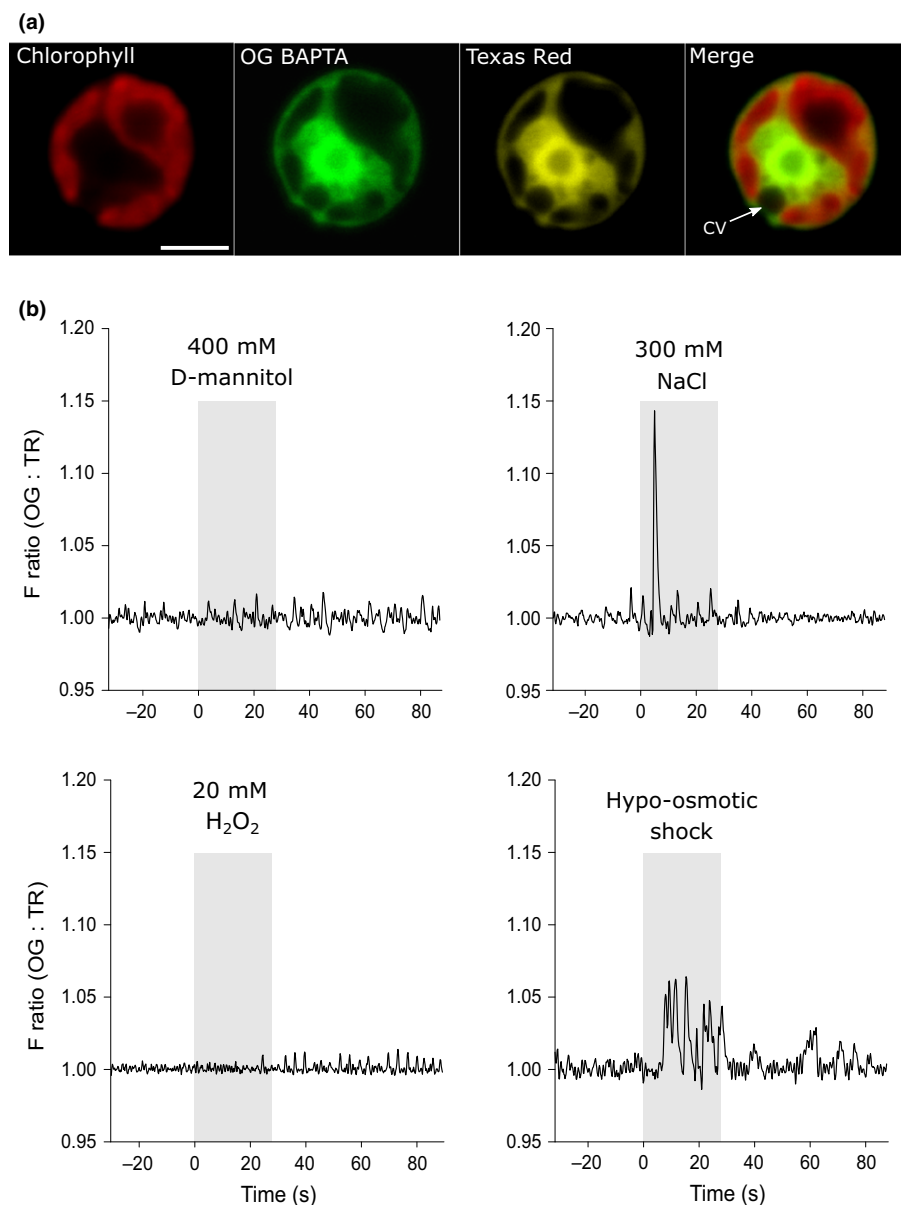 (a)
Chlorophyll
OG BAPTA
Texas Red
Merge
CV
(b)
400 mM
D-mannitol
F ratio (OG : TR)
1.20
1.15
1.10
1.05
1.00
0.95
–20 0 20 40 60 80
300 mM
NaCl
1.20
1.15
1.10
1.05
1.00
0.95
–20 0 20 40 60 80
20 mM
H₂O₂
F ratio (OG : TR)
1.20
1.15
1.10
1.05
1.00
0.95
–20 0 20 40 60 80
Time (s)
Hypo-osmotic
shock
1.20
1.15
1.10
1.05
1.00
0.95
–20 0 20 40 60 80
Time (s)